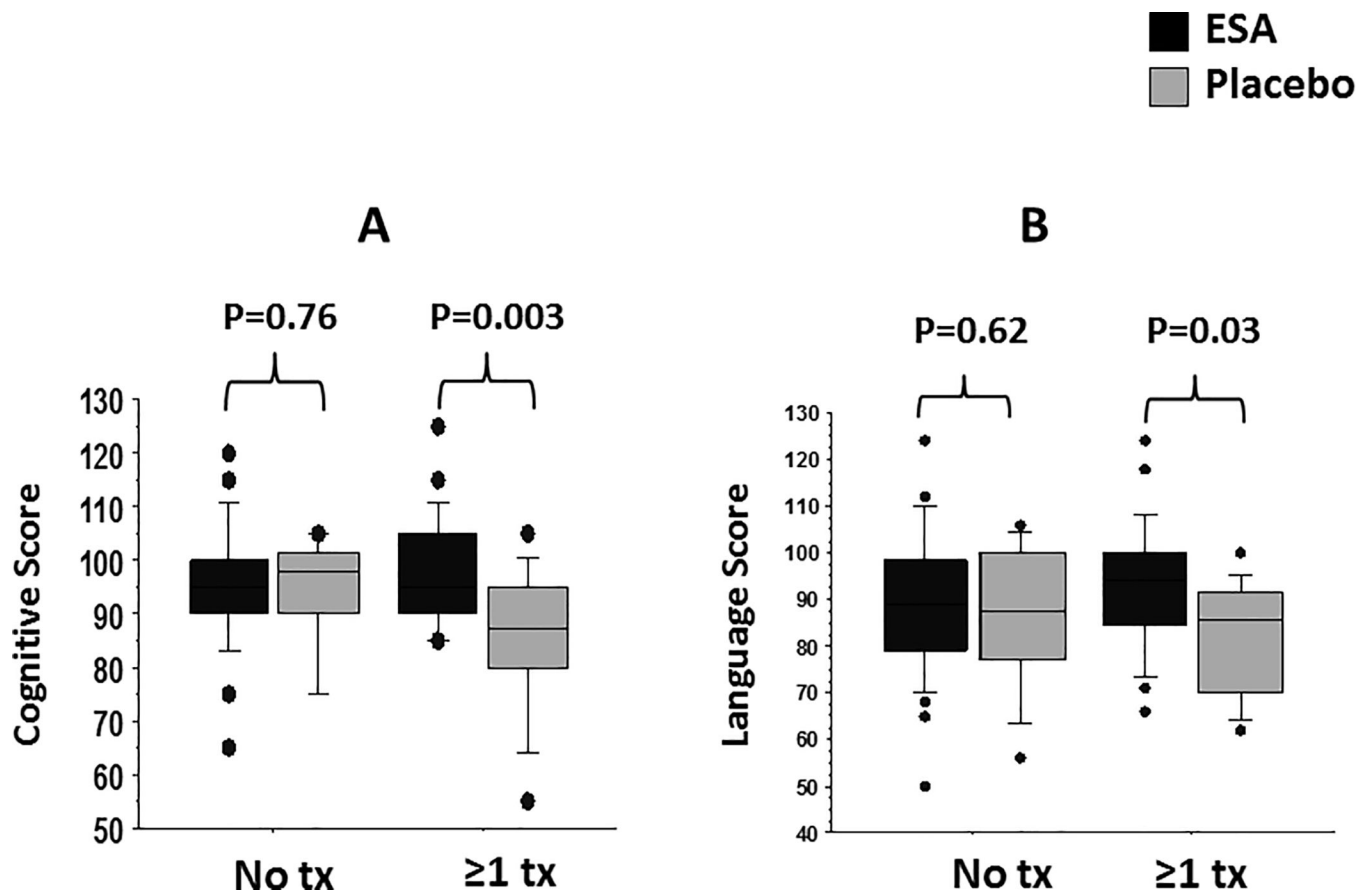 ESA
Placebo
A
P=0.76 P=0.003
130
120
110
100
90
80
70
60
50
Cognitive Score
No tx ≥1 tx
B
P=0.62 P=0.03
130
120
110
100
90
80
70
60
50
40
Language Score
No tx ≥1 tx